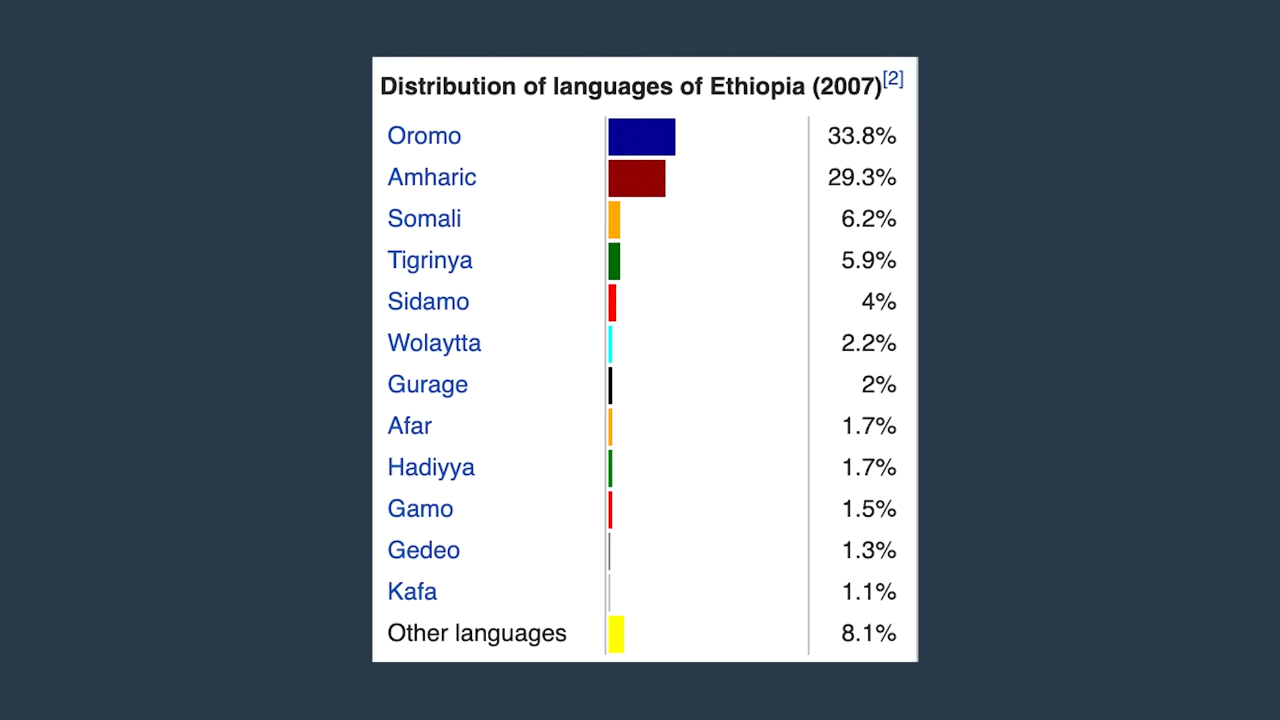 Distribution of languages of Ethiopia (2007)[2]
Oromo 33.8%
Amharic 29.3%
Somali 6.2%
Tigrinya 5.9%
Sidamo 4%
Wolaytta 2.2%
Gurage 2%
Afar 1.7%
Hadiyya 1.7%
Gamo 1.5%
Gedeo 1.3%
Kafa 1.1%
Other languages 8.1%